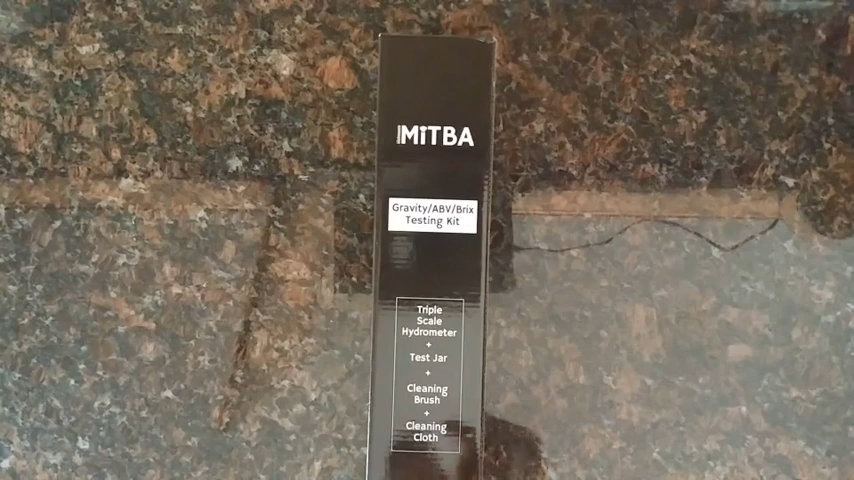 MiTBA
Gravity/ABV/Brix
Testing Kit
Triple
Scale
Hydrometer
+
Test Jar
+
Cleaning
Brush
+
Cleaning
Cloth